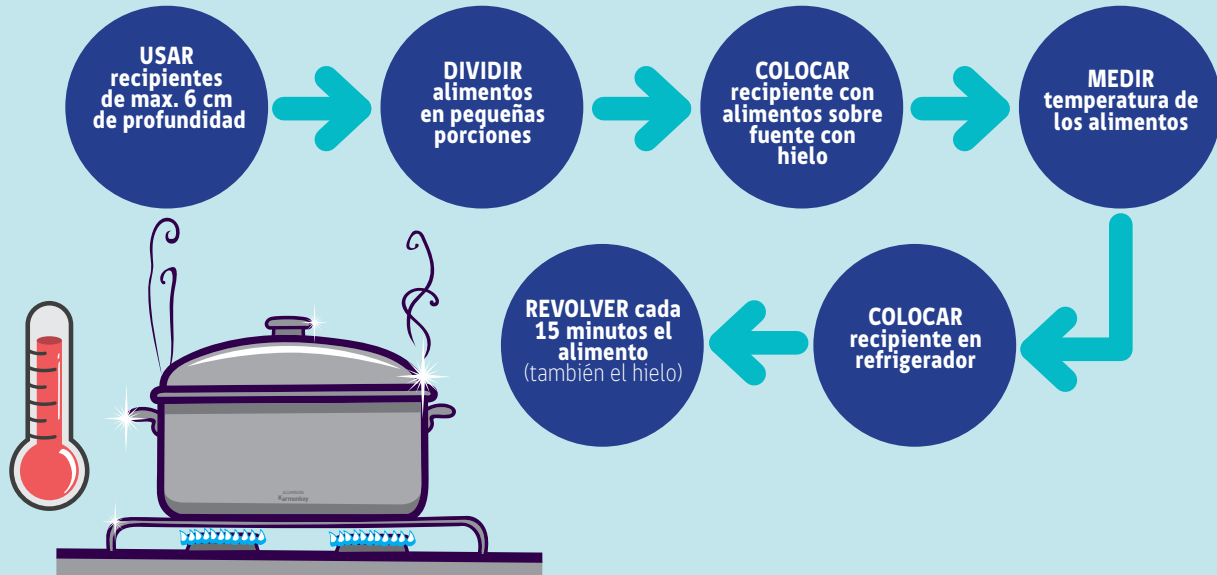 USAR
recipientes
de max. 6 cm
de profundidad
DIVIDIR
alimentos
en pequeñas
porciones
COLOCAR
recipiente con
alimentos sobre
fuente con
hielo
MEDIR
temperatura de
los alimentos
COLOCAR
recipiente en
refrigerador
REVOLVER cada
15 minutos el
alimento
(también el hielo)